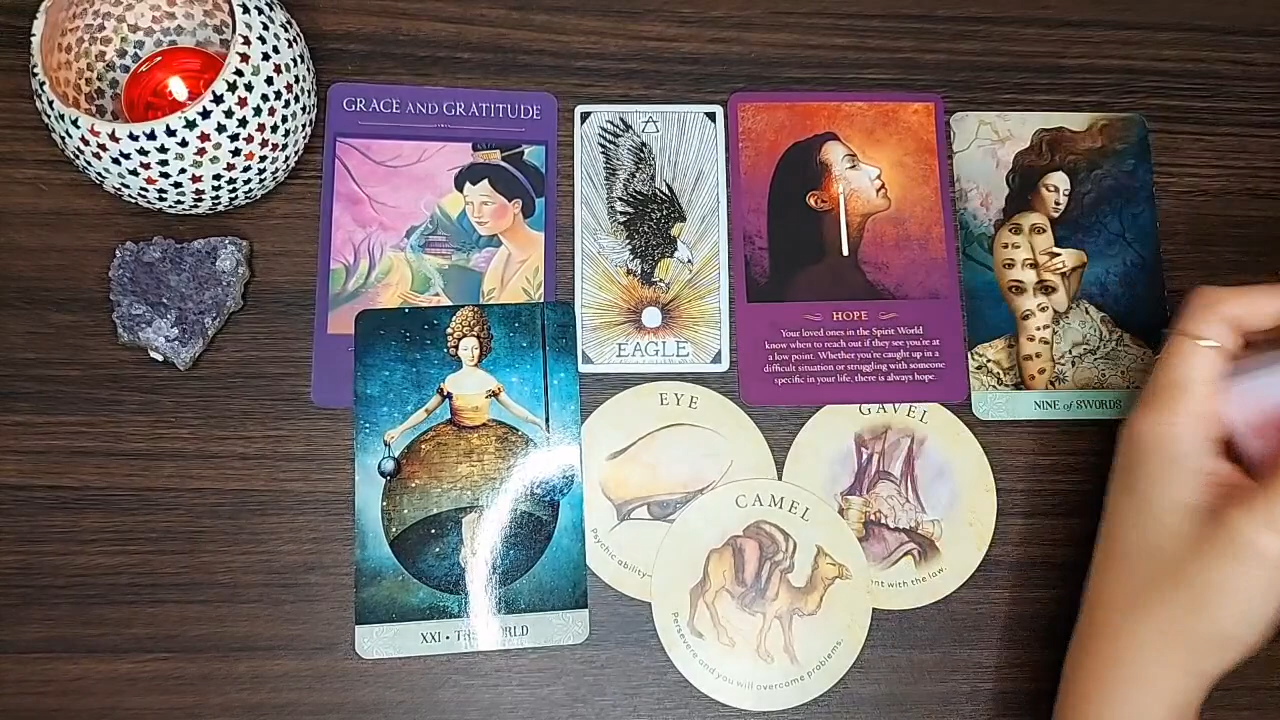 GRACE AND GRATITUDE
EAGLE
HOPE
Your loved ones in the Spirit World
know when to reach out if they see you're at
a low point. Whether you're caught up in a
difficult situation or struggling with someone
specific in your life, there is always hope.
NINE of SWORDS
EYE
Psychic ability—
GAVEL
with the law.
CAMEL
Persevere and you will overcome problems.
XXI • THE WORLD